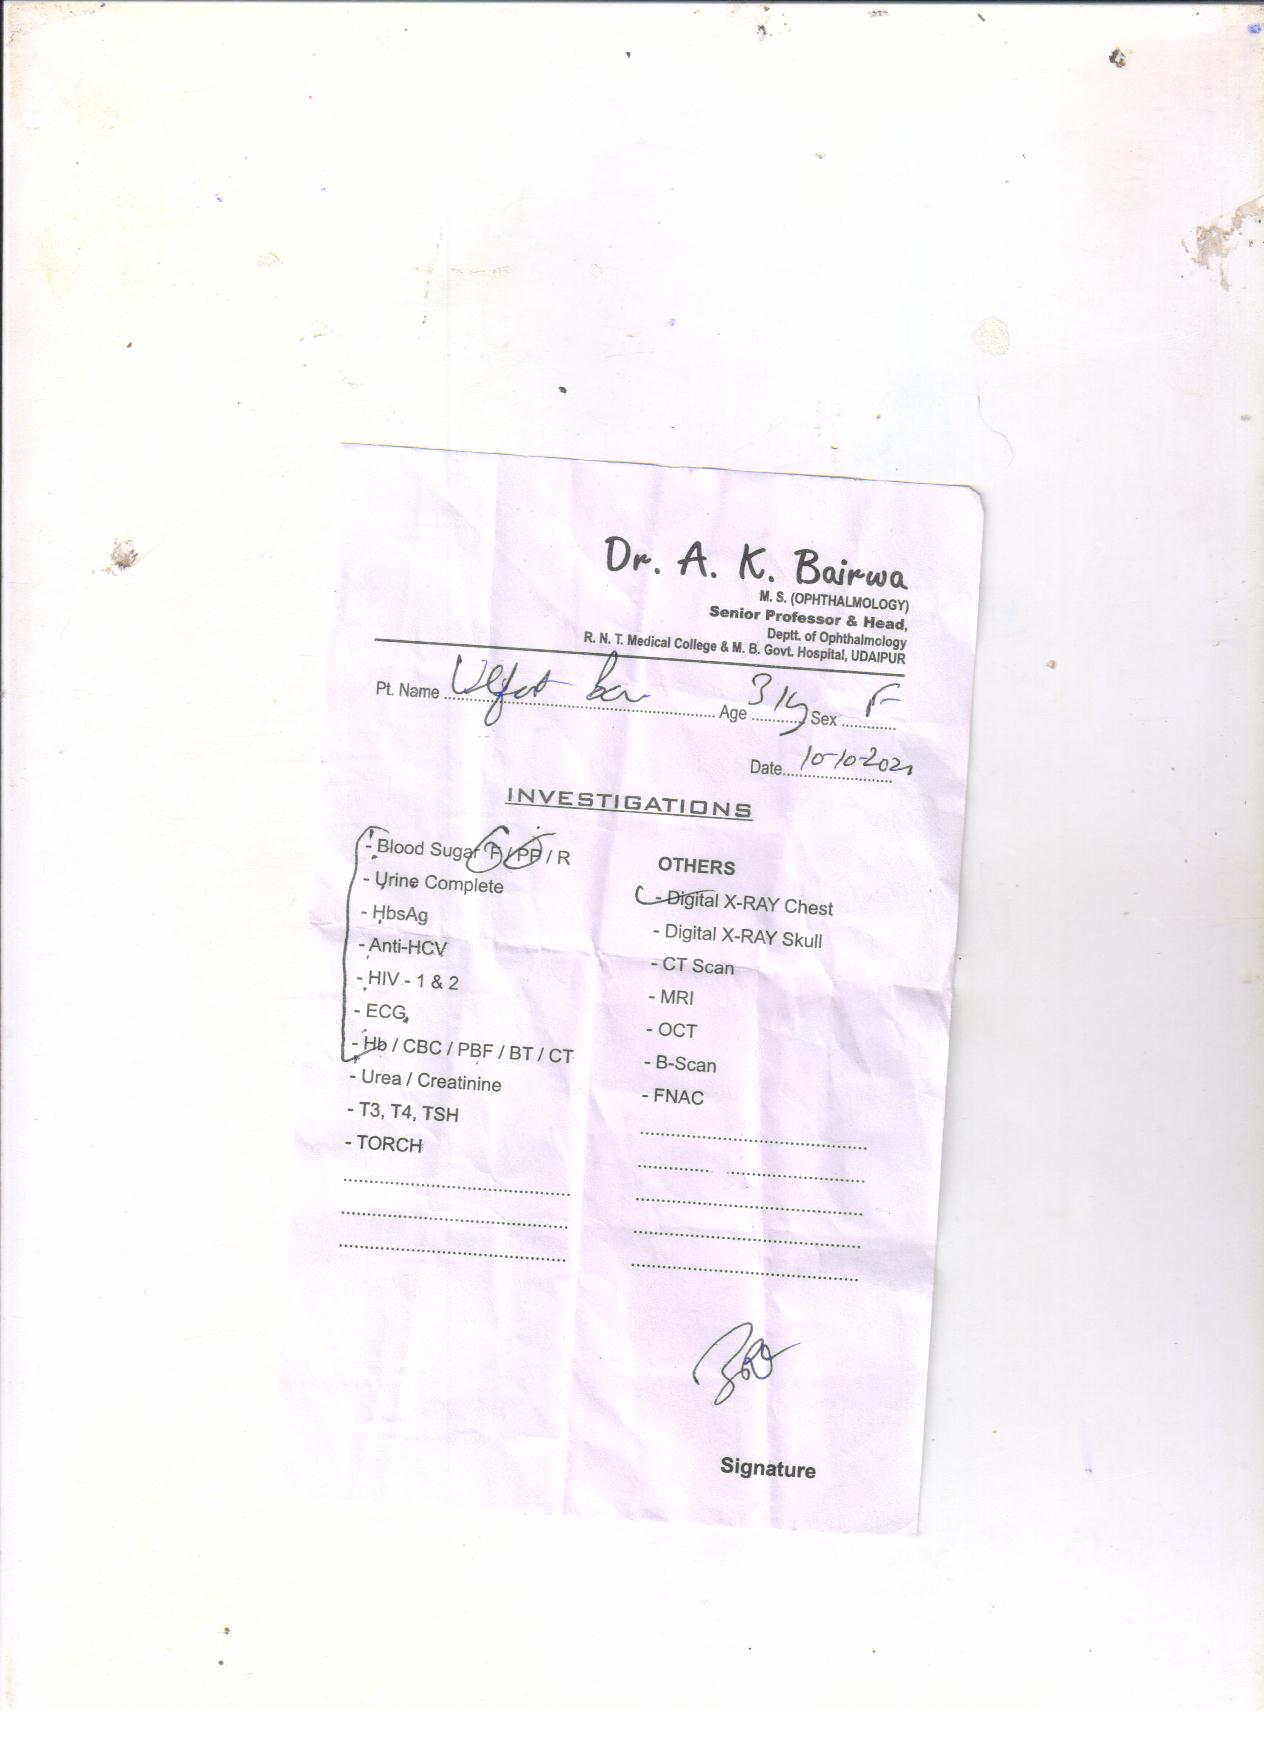 Dr. A. K. Bairwa
M. S. (OPHTHALMOLOGY)
Senior Professor & Head,
Deptt. of Ophthalmology
R. N. T. Medical College & M. B. Govt. Hospital, UDAIPUR
Pt. Name Age Sex F
Date 10-10-2021
INVESTIGATIONS
- Blood Sugar F / PP / R
- Urine Complete
- HbsAg
- Anti-HCV
- HIV - 1 & 2
- ECG
- Hb / CBC / PBF / BT / CT
- Urea / Creatinine
- T3, T4, TSH
- TORCH
OTHERS
- Digital X-RAY Chest
- Digital X-RAY Skull
- CT Scan
- MRI
- OCT
- B-Scan
- FNAC
Signature